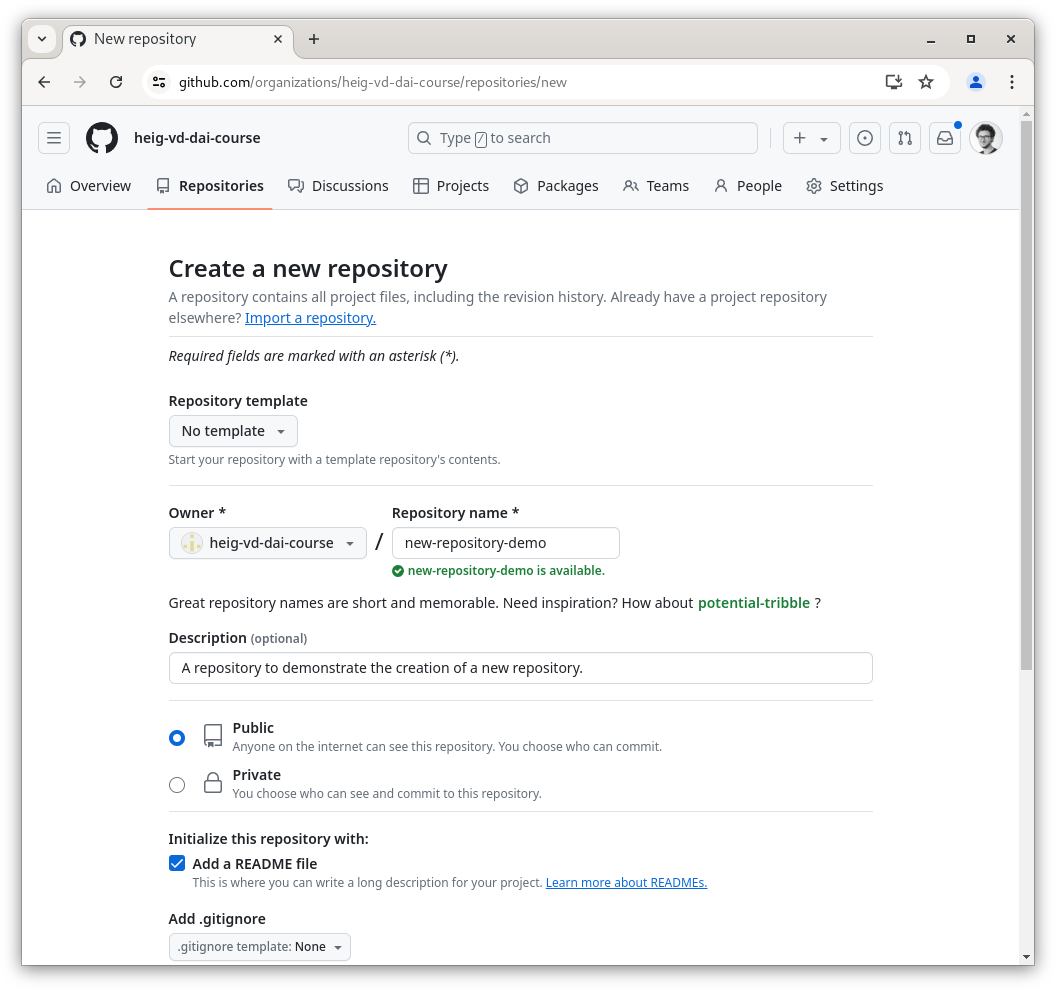 New repository
github.com/organizations/heig-vd-dai-course/repositories/new
heig-vd-dai-course
Type / to search
Overview Repositories Discussions Projects Packages Teams People Settings
Create a new repository
A repository contains all project files, including the revision history. Already have a project repository
elsewhere? Import a repository.
Required fields are marked with an asterisk (*).
Repository template
No template
Start your repository with a template repository's contents.
Owner * Repository name *
heig-vd-dai-course / new-repository-demo
new-repository-demo is available.
Great repository names are short and memorable. Need inspiration? How about potential-tribble ?
Description (optional)
A repository to demonstrate the creation of a new repository.
Public
Anyone on the internet can see this repository. You choose who can commit.
Private
You choose who can see and commit to this repository.
Initialize this repository with:
Add a README file
This is where you can write a long description for your project. Learn more about READMEs.
Add .gitignore
.gitignore template: None